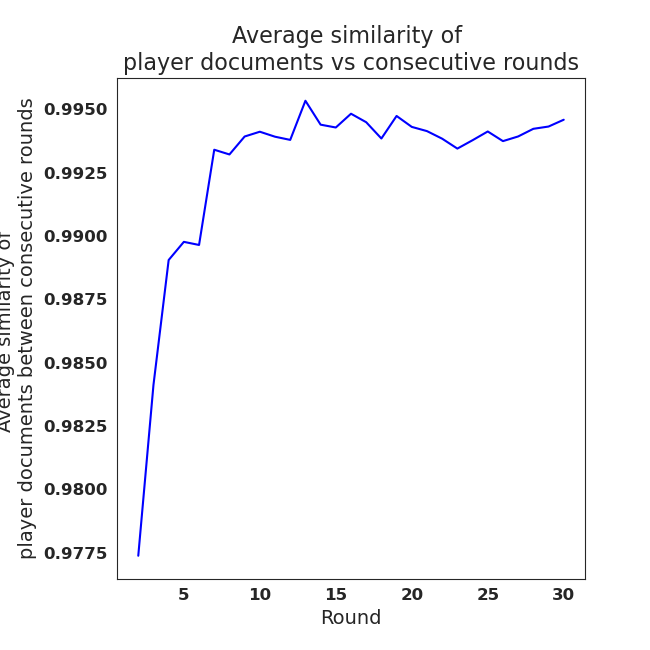 Average similarity of
player documents vs consecutive rounds
Average similarity of
player documents between consecutive rounds
0.9950
0.9925
0.9900
0.9875
0.9850
0.9825
0.9800
0.9775
5 10 15 20 25 30
Round